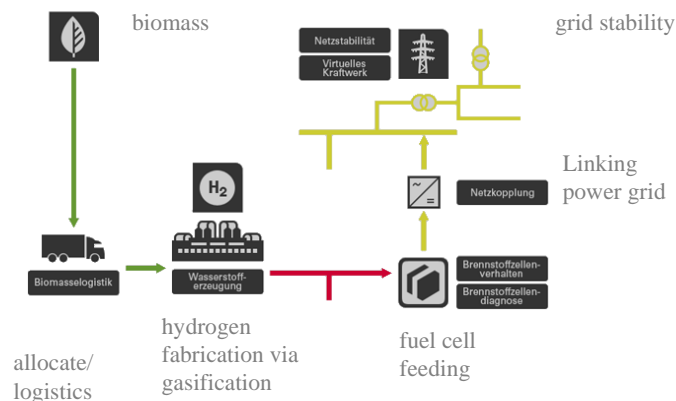 biomass
Netzstabilität
Virtuelles
Kraftwerk
grid stability
H₂
~
=
Netzkopplung
Linking
power grid
Biomasselogistik
Wasserstoff-
erzeugung
Brennstoffzellen-
verhalten
Brennstoffzellen-
diagnose
allocate/
logistics
hydrogen
fabrication via
gasification
fuel cell
feeding